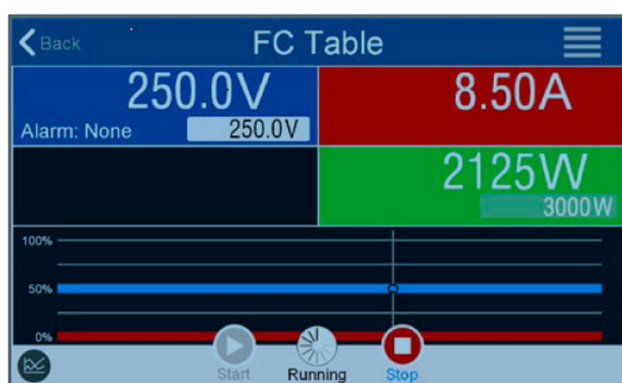 Back
FC Table
250.0V
8.50A
Alarm: None
250.0V
2125W
3000W
100%
50%
0%
Start
Running
Stop